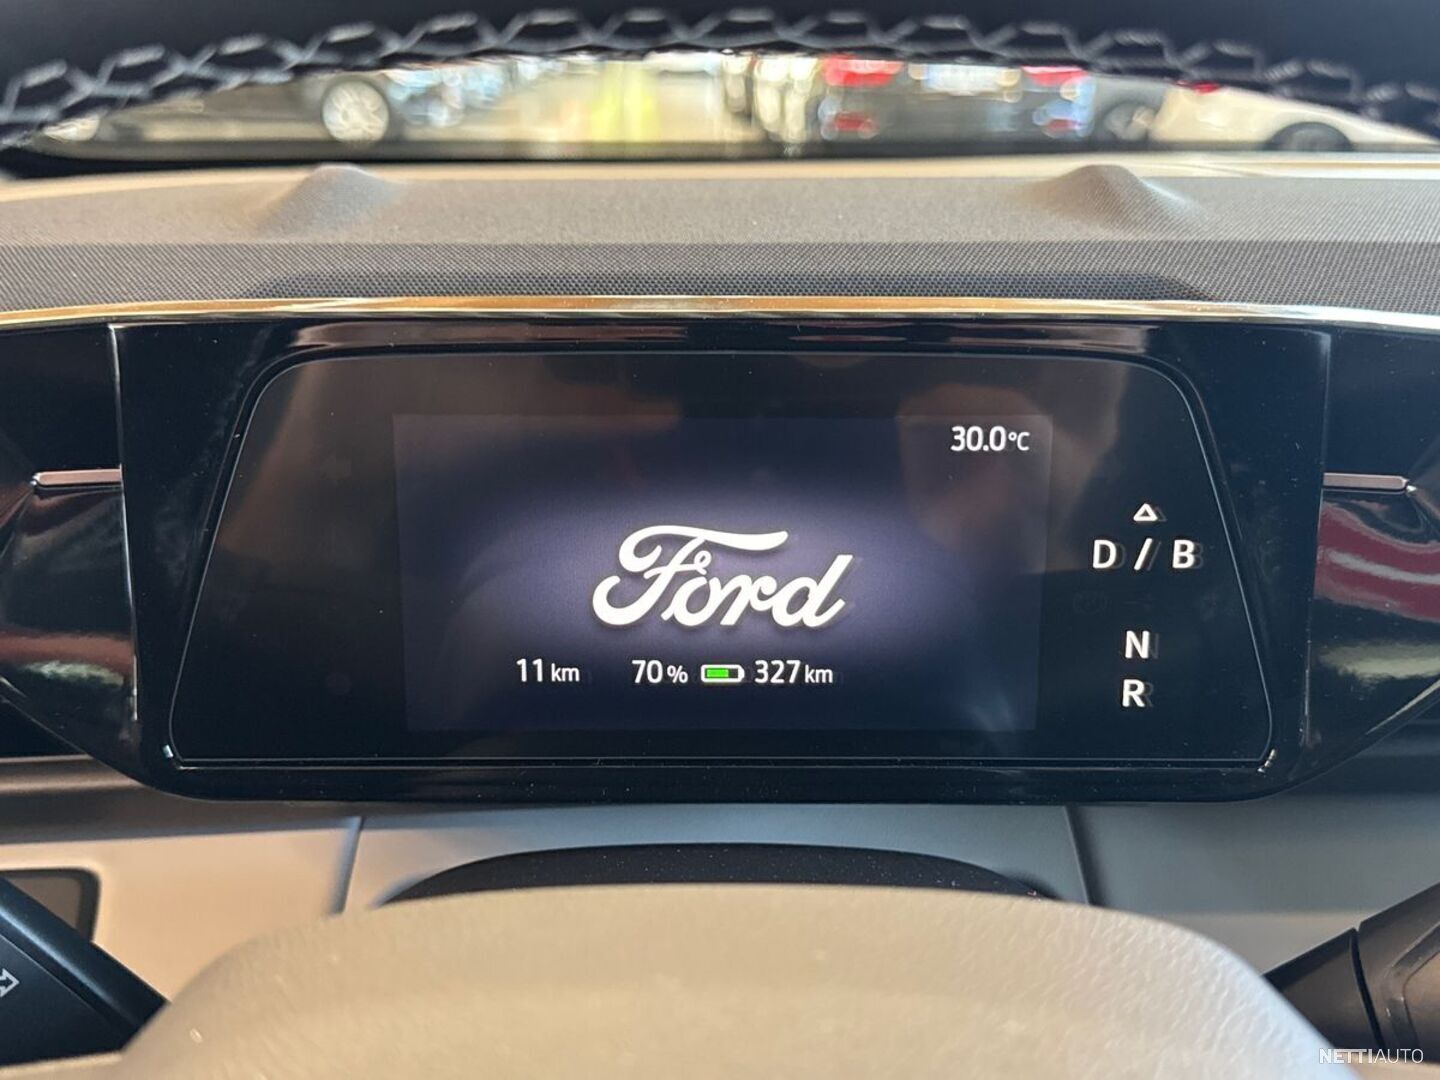 30.0°C
Ford
11 km 70 % 327 km
D / B
N
R
NETTIAUTO